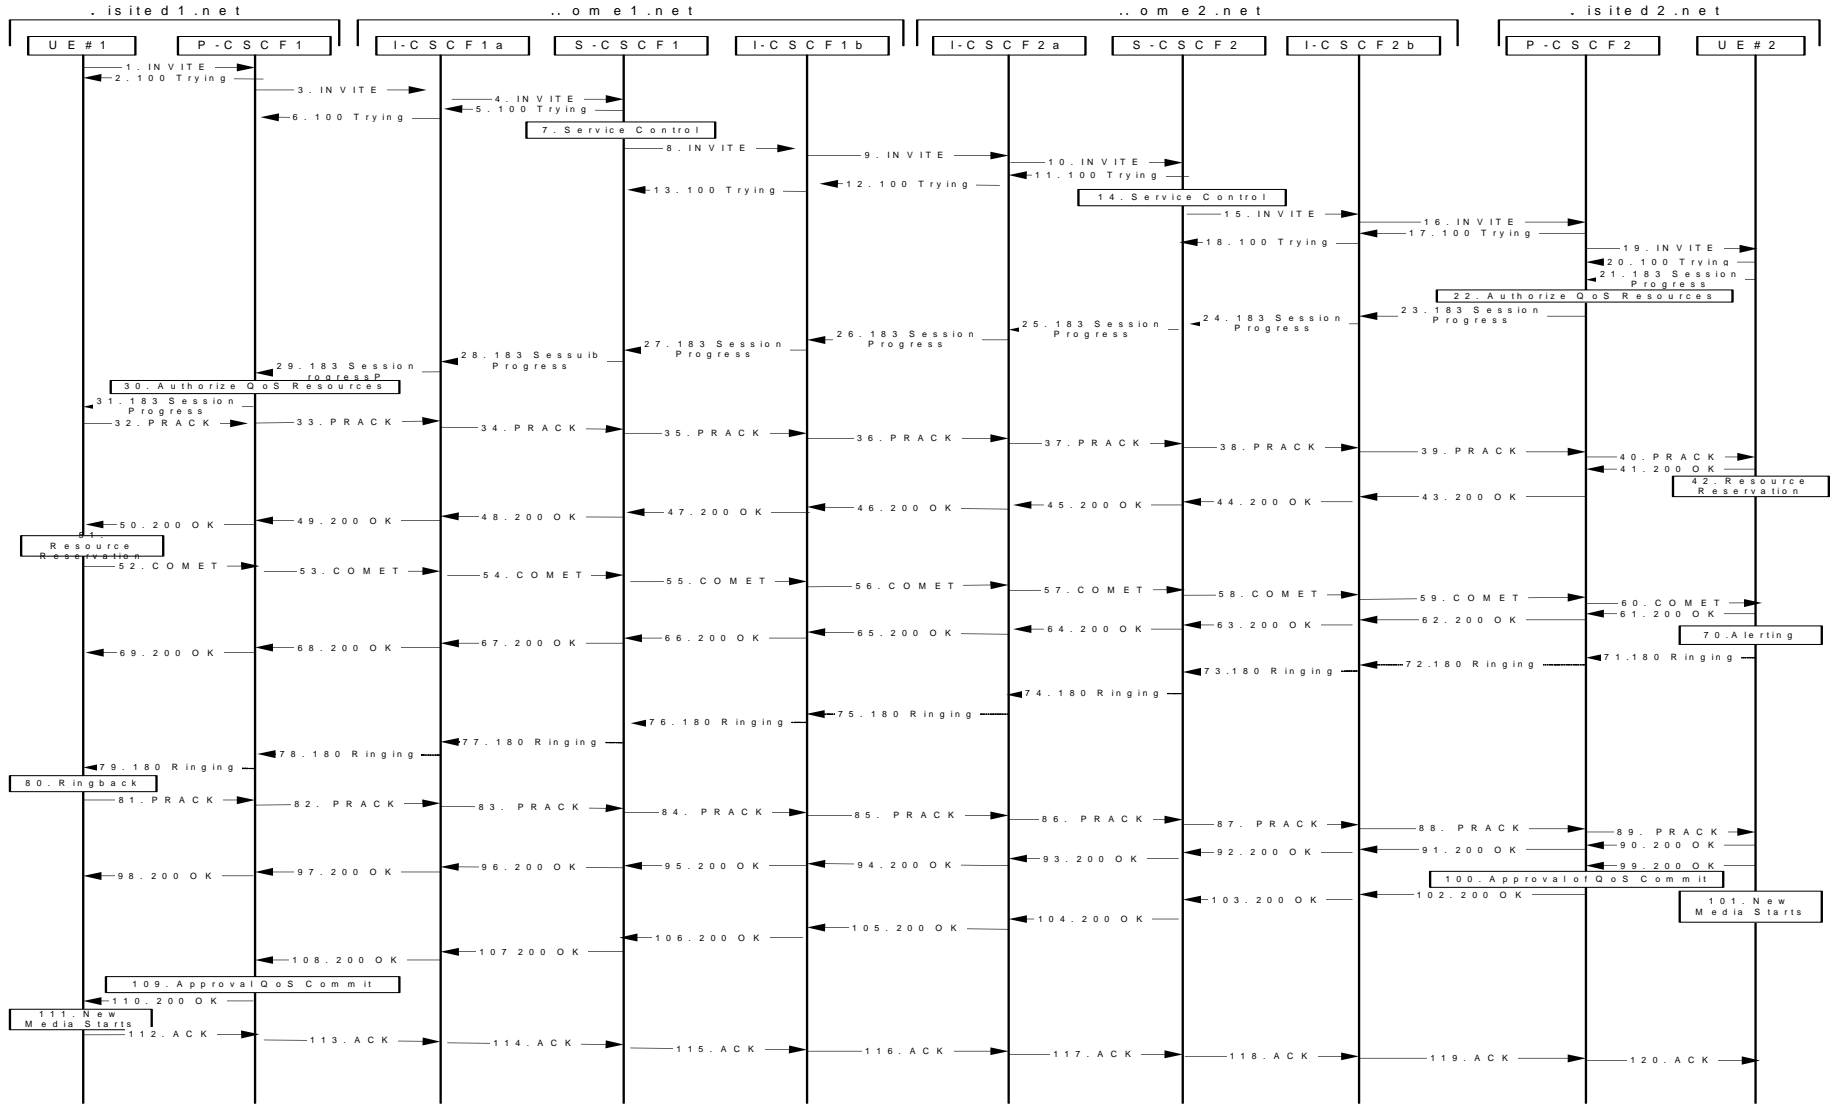 . isited1.net
.. ome1.net
.. ome2.net
. isited2.net
UE#1
P-CSCF1
I-CSCF1a
S-CSCF1
I-CSCF1b
I-CSCF2a
S-CSCF2
I-CSCF2b
P-CSCF2
UE#2
1. INVITE
2.100 Trying
3. INVITE
4. INVITE
5.100 Trying
6.100 Trying
7. Service Control
8. INVITE
9. INVITE
10. INVITE
11.100 Trying
12.100 Trying
13.100 Trying
14. Service Control
15. INVITE
16. INVITE
17.100 Trying
18.100 Trying
19. INVITE
20.100 Trying
21.183 Session
Progress
22. Authorize QoS Resources
23.183 Session
Progress
24.183 Session
Progress
25.183 Session
Progress
26.183 Session
Progress
27.183 Session
Progress
28.183 Sessuib
Progress
29.183 Session
rogressP
30. Authorize QoS Resources
31.183 Session
Progress
32. PRACK
33. PRACK
34. PRACK
35. PRACK
36. PRACK
37. PRACK
38. PRACK
39. PRACK
40. PRACK
41.200 OK
42. Resource
Reservation
43.200 OK
44.200 OK
45.200 OK
46.200 OK
47.200 OK
48.200 OK
49.200 OK
50.200 OK
51.
Resource
Reservation
52. COMET
53. COMET
54. COMET
55. COMET
56. COMET
57. COMET
58. COMET
59. COMET
60. COMET
61.200 OK
62.200 OK
63.200 OK
64.200 OK
65.200 OK
66.200 OK
67.200 OK
68.200 OK
69.200 OK
70.Alerting
71.180 Ringing
72.180 Ringing
73.180 Ringing
74.180 Ringing
75.180 Ringing
76.180 Ringing
77.180 Ringing
78.180 Ringing
79.180 Ringing
80. Ringback
81. PRACK
82. PRACK
83. PRACK
84. PRACK
85. PRACK
86. PRACK
87. PRACK
88. PRACK
89. PRACK
90.200 OK
91.200 OK
92.200 OK
93.200 OK
94.200 OK
95.200 OK
96.200 OK
97.200 OK
98.200 OK
99.200 OK
100. Approval of QoS Commit
101. New
Media Starts
102.200 OK
103.200 OK
104.200 OK
105.200 OK
106.200 OK
107 200 OK
108.200 OK
109. Approval QoS Commit
110.200 OK
111. New
Media Starts
112. ACK
113. ACK
114. ACK
115. ACK
116. ACK
117. ACK
118. ACK
119. ACK
120. ACK